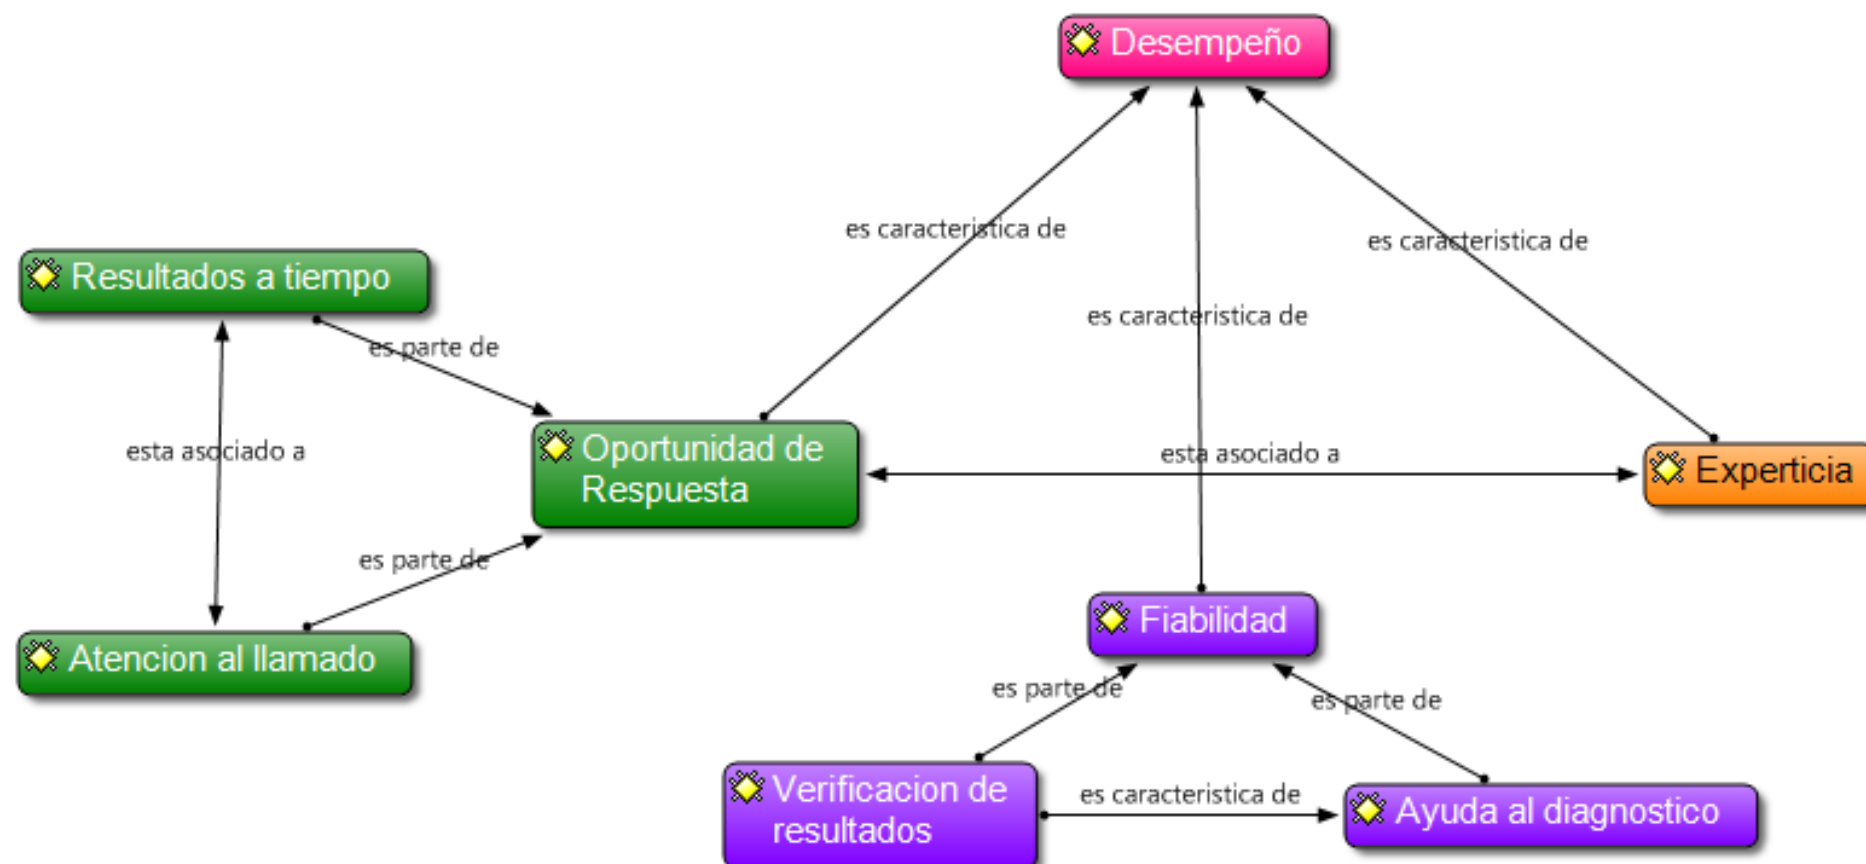 Desempeño
es caracteristica de
es caracteristica de
Resultados a tiempo
es caracteristica de
es parte de
Oportunidad de
Respuesta
esta asociado a
esta asociado a
Experticia
es parte de
Fiabilidad
Atencion al llamado
es parte de
es parte de
Verificacion de
resultados
es caracteristica de
Ayuda al diagnostico